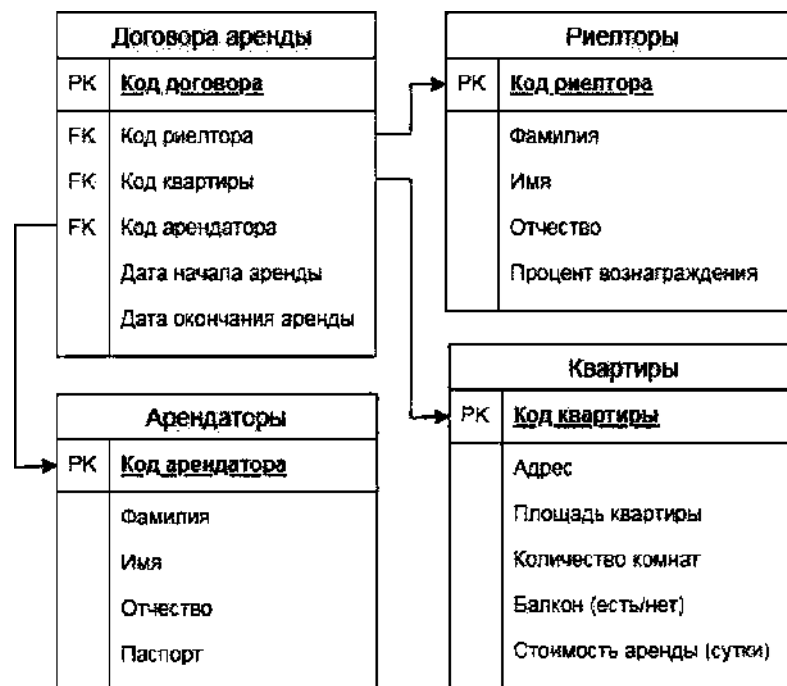 Договора аренды
PK Код договора
FK Код риелтора
FK Код квартиры
FK Код арендатора
Дата начала аренды
Дата окончания аренды
Риелторы
PK Код риелтора
Фамилия
Имя
Отчество
Процент вознаграждения
Арендаторы
PK Код арендатора
Фамилия
Имя
Отчество
Паспорт
Квартиры
PK Код квартиры
Адрес
Площадь квартиры
Количество комнат
Балкон (есть/нет)
Стоимость аренды (сутки)